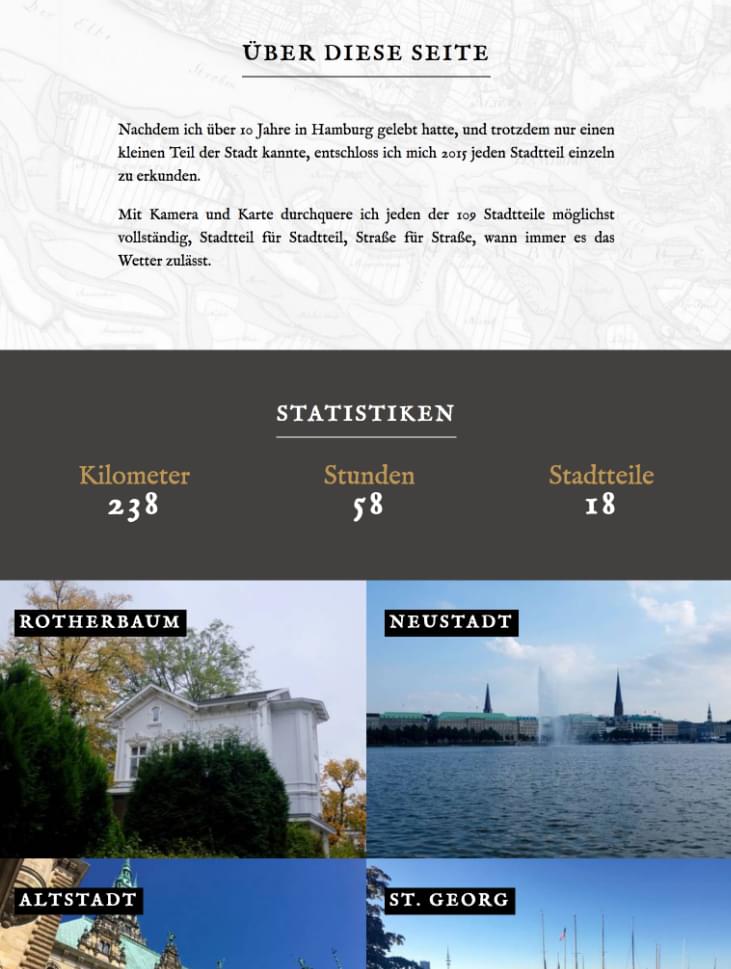 ÜBER DIESE SEITE
Nachdem ich über 10 Jahre in Hamburg gelebt hatte, und trotzdem nur einen
kleinen Teil der Stadt kannte, entschloss ich mich 2015 jeden Stadtteil einzeln
zu erkunden.
Mit Kamera und Karte durchquere ich jeden der 109 Stadtteile möglichst
vollständig, Stadtteil für Stadtteil, Straße für Straße, wann immer es das
Wetter zulässt.
STATISTIKEN
Kilometer Stunden Stadtteile
238 58 18
ROTHERBAUM NEUSTADT
ALTSTADT ST. GEORG